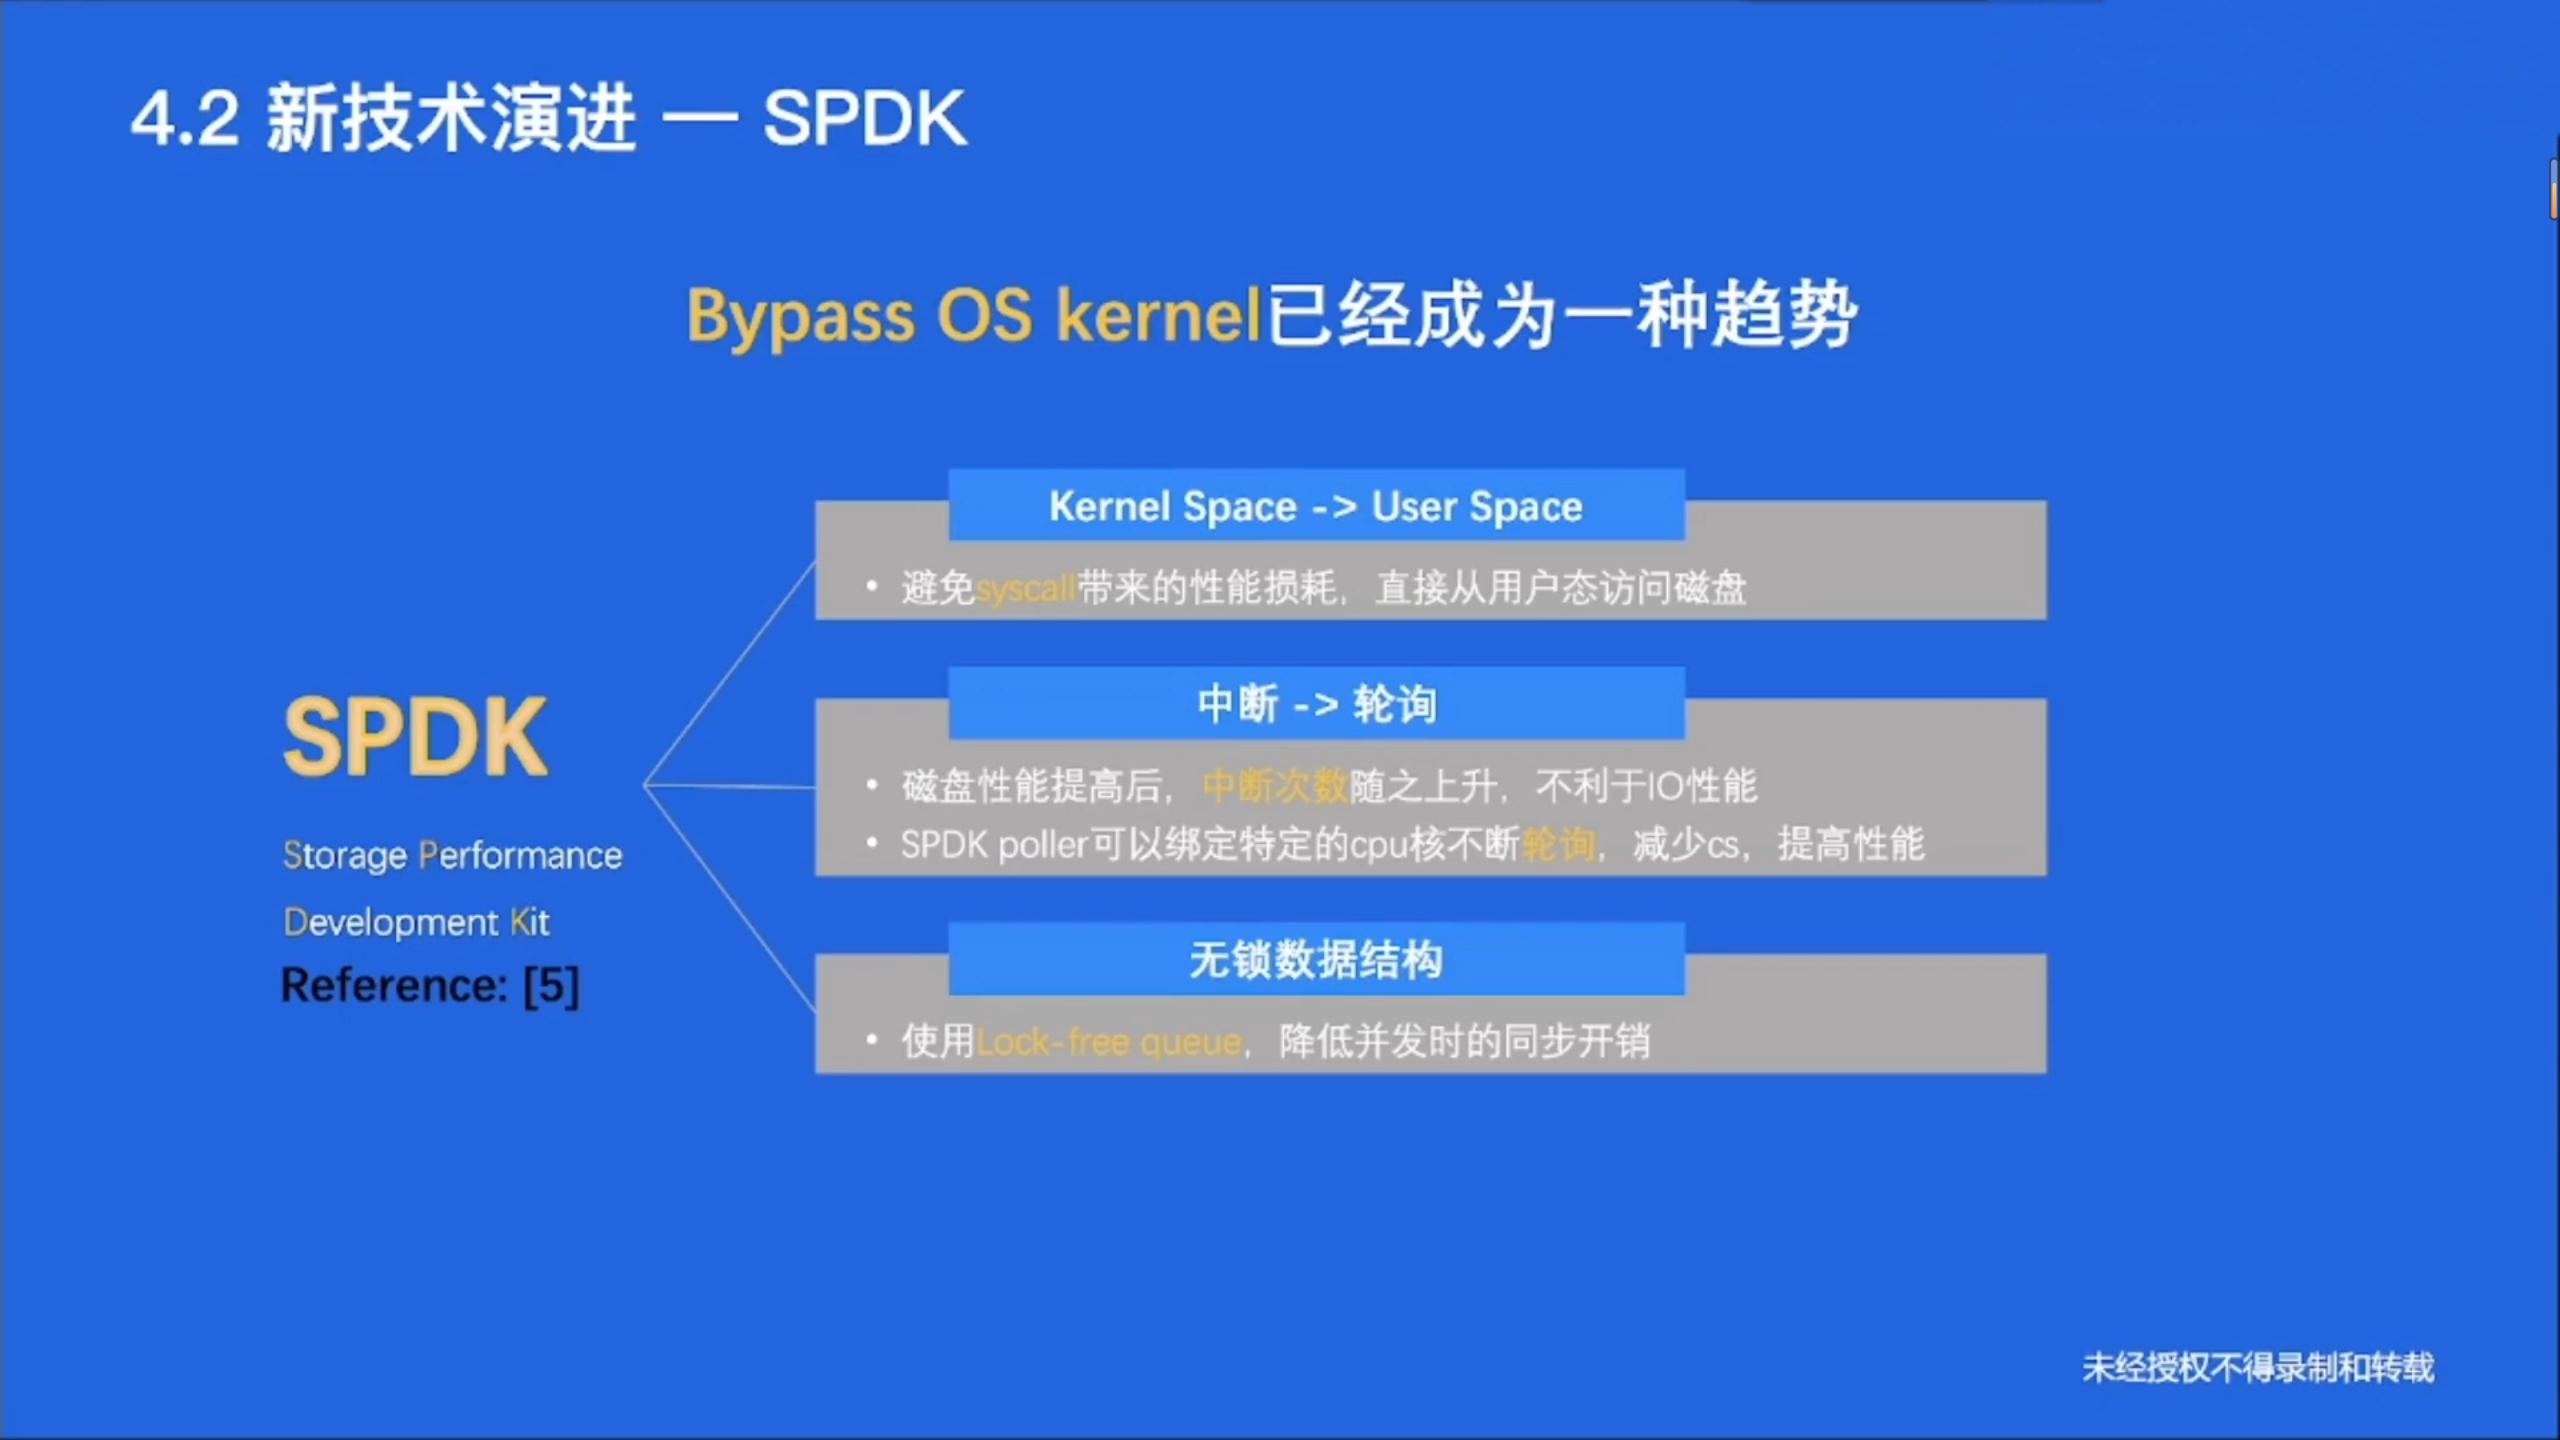 4.2 新技术演进 — SPDK
Bypass OS kernel已经成为一种趋势
SPDK
Storage Performance
Development Kit
Reference: [5]
Kernel Space -> User Space
• 避免syscall带来的性能损耗，直接从用户态访问磁盘
中断 -> 轮询
• 磁盘性能提高后，中断次数随之上升，不利于IO性能
• SPDK poller可以绑定特定的cpu核不断轮询，减少cs，提高性能
无锁数据结构
• 使用Lock-free queue，降低并发时的同步开销
未经授权不得录制和转载